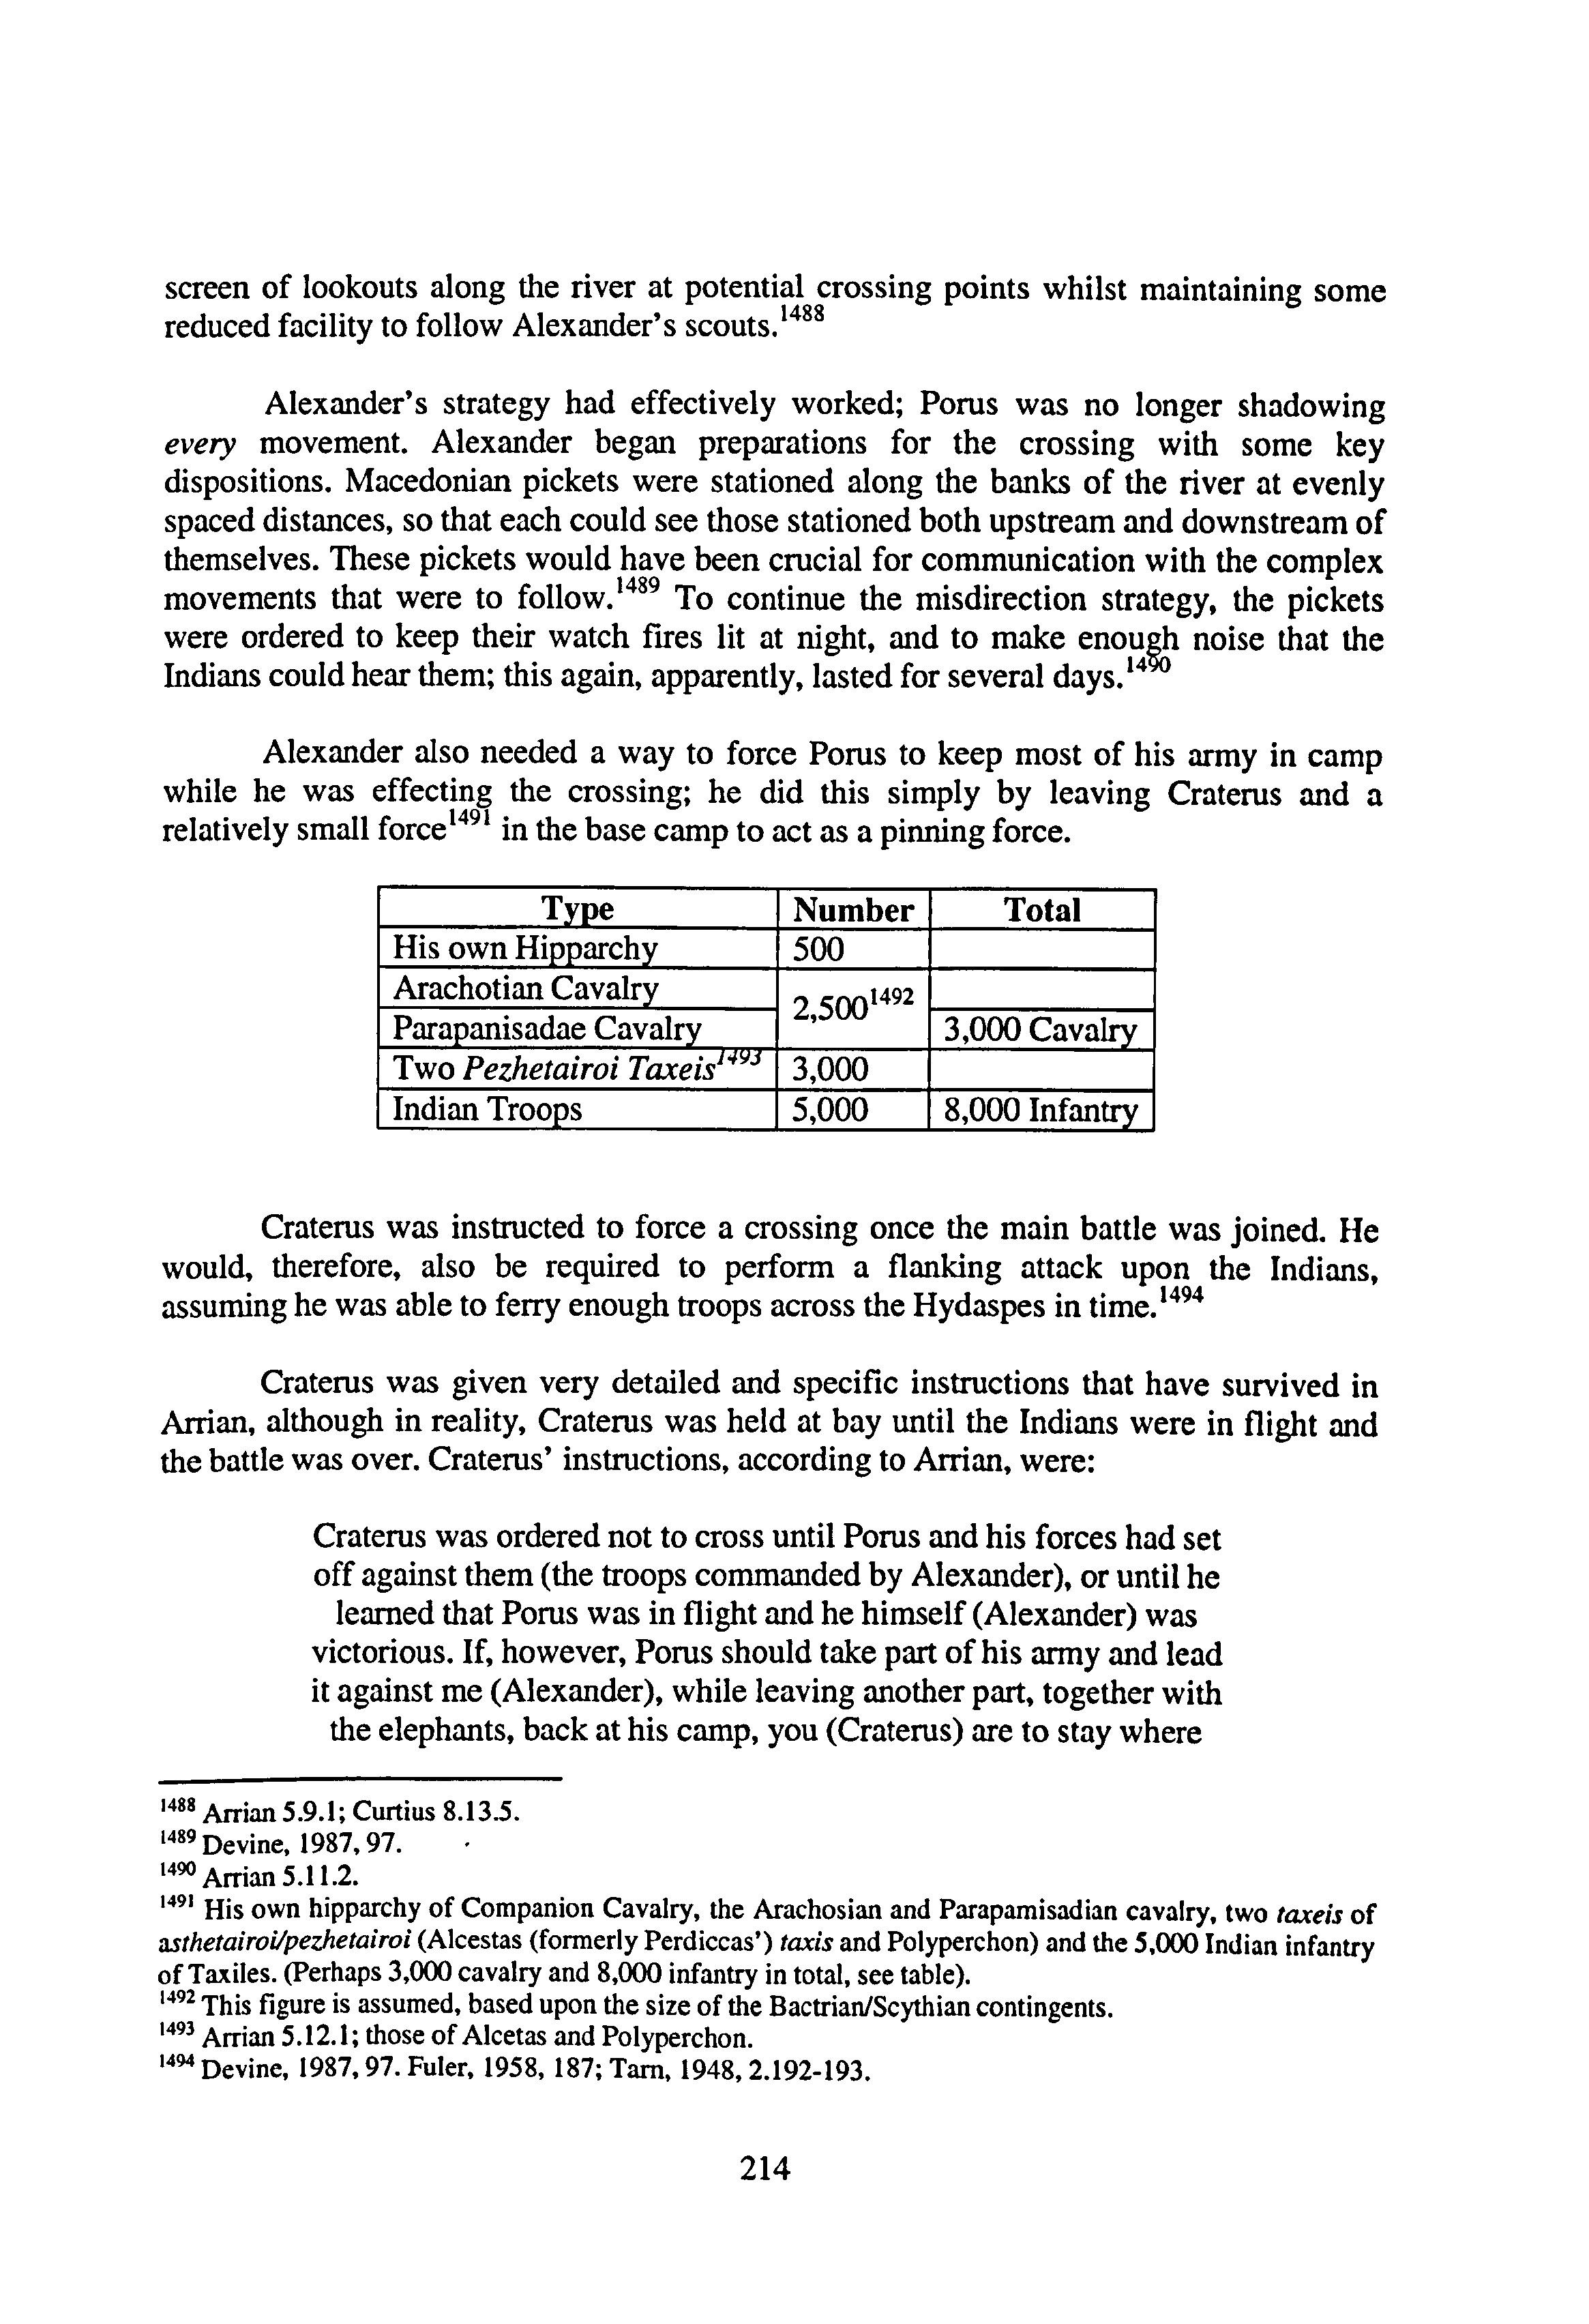 screen of lookouts along the river at potential crossing points whilst maintaining some
reduced facility to follow Alexander's scouts.1488
Alexander's strategy had effectively worked; Porus was no longer shadowing
every movement. Alexander began preparations for the crossing with some key
dispositions. Macedonian pickets were stationed along the banks of the river at evenly
spaced distances, so that each could see those stationed both upstream and downstream of
themselves. These pickets would have been crucial for communication with the complex
movements that were to follow.1489 To continue the misdirection strategy, the pickets
were ordered to keep their watch fires lit at night, and to make enough noise that the
Indians could hear them; this again, apparently, lasted for several days.1490
Alexander also needed a way to force Porus to keep most of his army in camp
while he was effecting the crossing; he did this simply by leaving Craterus and a
relatively small force1491 in the base camp to act as a pinning force.
Type Number Total
His own Hipparchy 500
Arachotian Cavalry 2,5001492
Parapanisadae Cavalry 3,000 Cavalry
Two Pezhetairoi Taxeis1493 3,000
Indian Troops 5,000 8,000 Infantry
Craterus was instructed to force a crossing once the main battle was joined. He
would, therefore, also be required to perform a flanking attack upon the Indians,
assuming he was able to ferry enough troops across the Hydaspes in time.1494
Craterus was given very detailed and specific instructions that have survived in
Arrian, although in reality, Craterus was held at bay until the Indians were in flight and
the battle was over. Craterus' instructions, according to Arrian, were:
Craterus was ordered not to cross until Porus and his forces had set
off against them (the troops commanded by Alexander), or until he
learned that Porus was in flight and he himself (Alexander) was
victorious. If, however, Porus should take part of his army and lead
it against me (Alexander), while leaving another part, together with
the elephants, back at his camp, you (Craterus) are to stay where
1488 Arrian 5.9.1; Curtius 8.13.5.
1489 Devine, 1987, 97.
1490 Arrian 5.11.2.
1491 His own hipparchy of Companion Cavalry, the Arachosian and Parapamisadian cavalry, two taxeis of
asthetairoi/pezhetairoi (Alcestas (formerly Perdiccas') taxis and Polyperchon) and the 5,000 Indian infantry
of Taxiles. (Perhaps 3,000 cavalry and 8,000 infantry in total, see table).
1492 This figure is assumed, based upon the size of the Bactrian/Scythian contingents.
1493 Arrian 5.12.1; those of Alcetas and Polyperchon.
1494 Devine, 1987, 97. Fuler, 1958, 187; Tarn, 1948, 2.192-193.
214